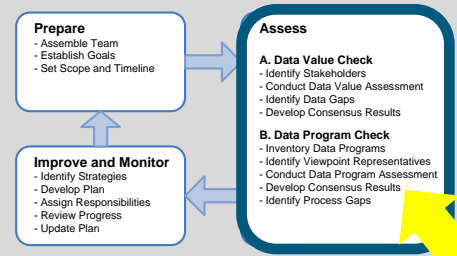 Prepare
- Assemble Team
- Establish Goals
- Set Scope and Timeline
Assess
A. Data Value Check
- Identify Stakeholders
- Conduct Data Value Assessment
- Identify Data Gaps
- Develop Consensus Results
B. Data Program Check
- Inventory Data Programs
- Identify Viewpoint Representatives
- Conduct Data Program Assessment
- Develop Consensus Results
- Identify Process Gaps
Improve and Monitor
- Identify Strategies
- Develop Plan
- Assign Responsibilities
- Review Progress
- Update Plan